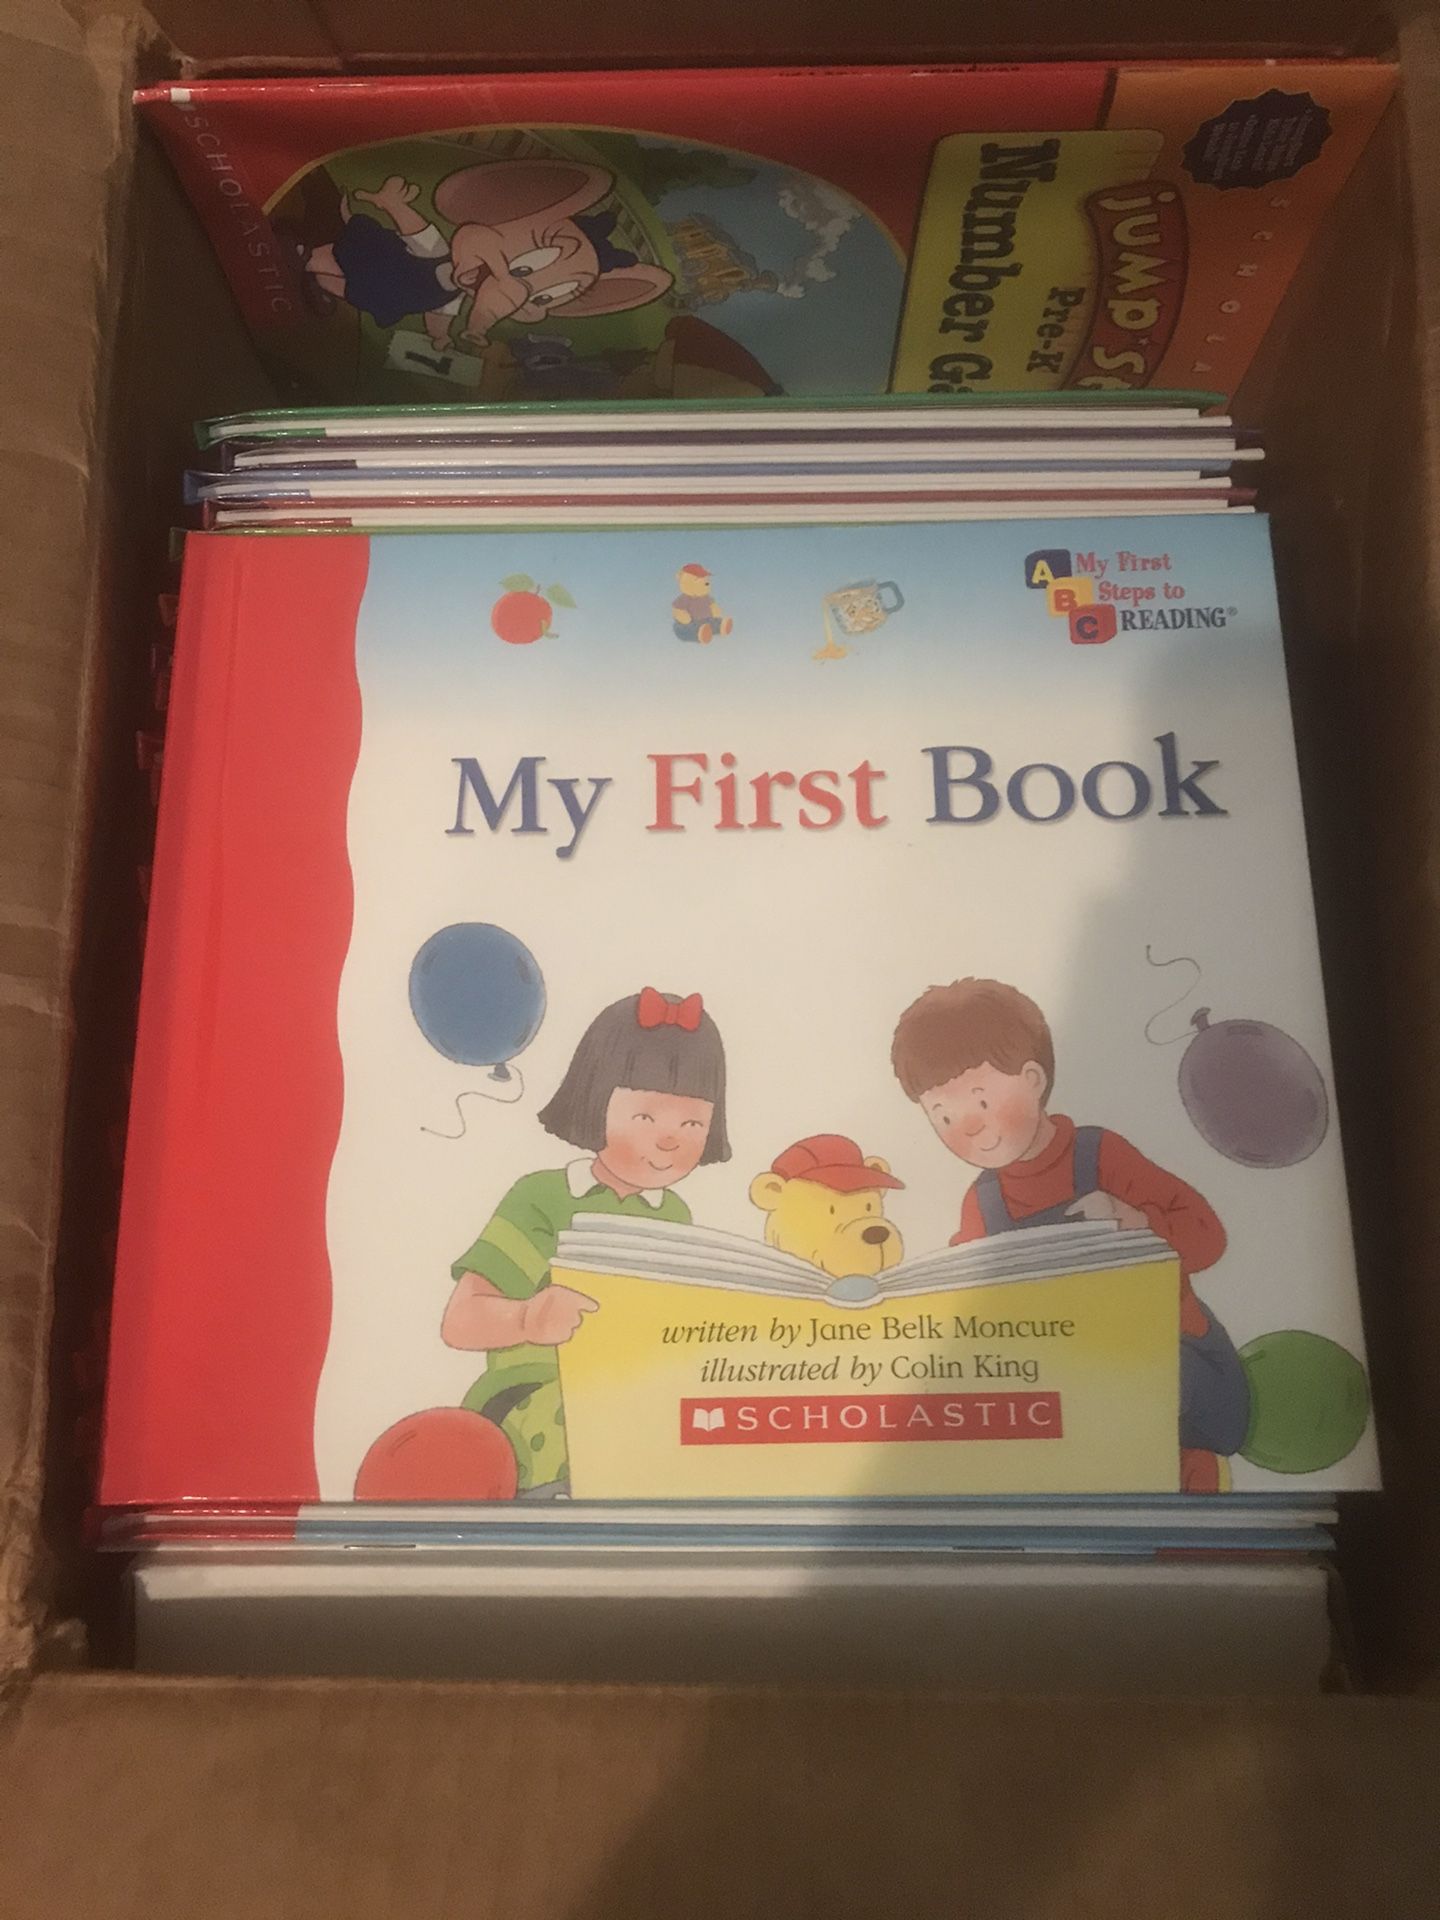 SCHOLASTIC
Number
JUMP
Pre-K
7
A B C
My First
Steps to
READING®
My First Book
written by Jane Belk Moncure
illustrated by Colin King
SCHOLASTIC